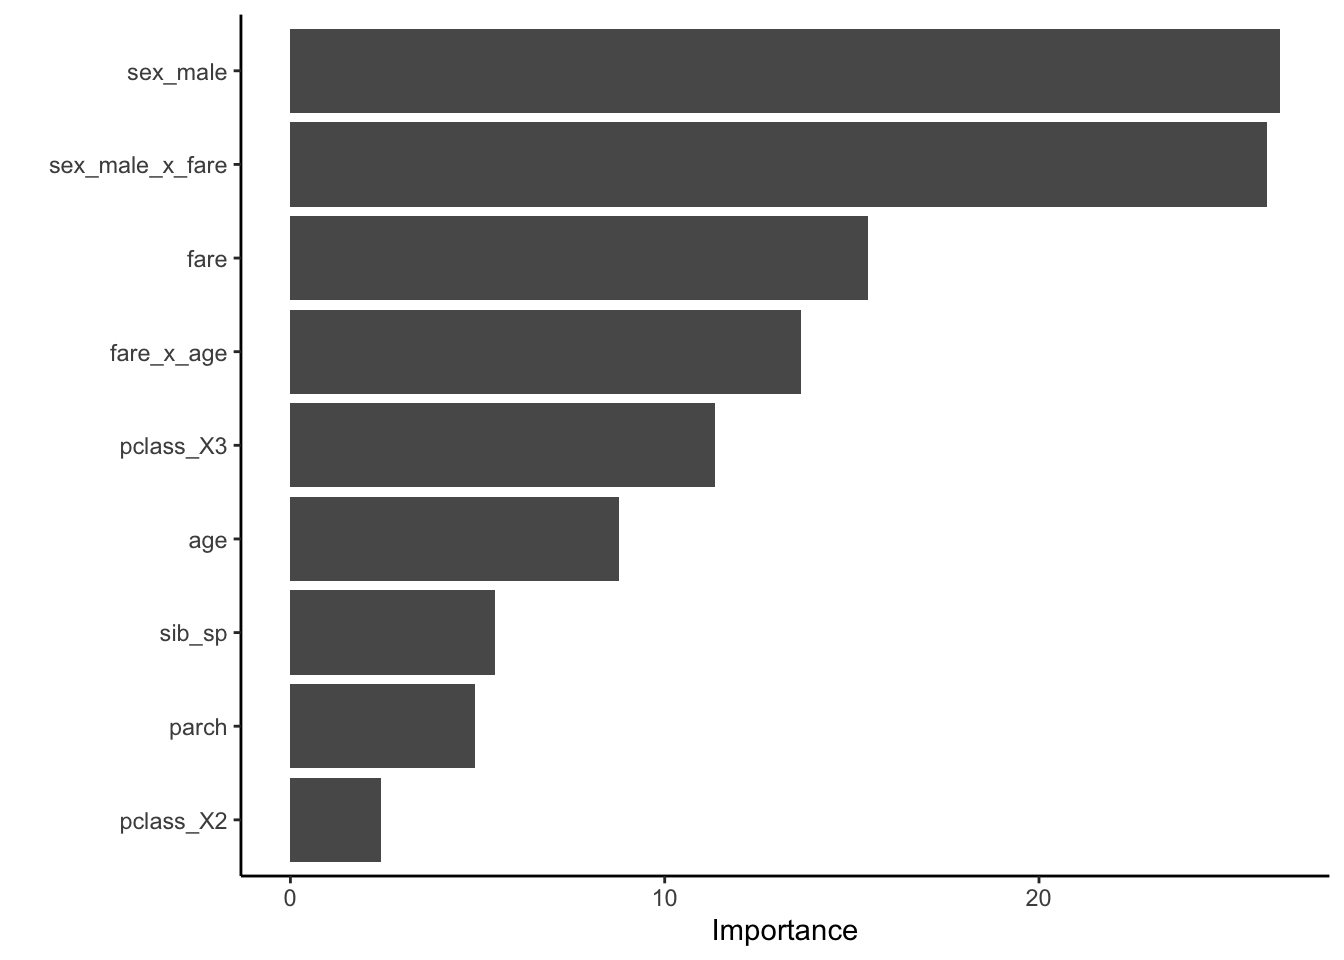 sex_male
sex_male_x_fare
fare
fare_x_age
pclass_X3
age
sib_sp
parch
pclass_X2
0 10 20
Importance